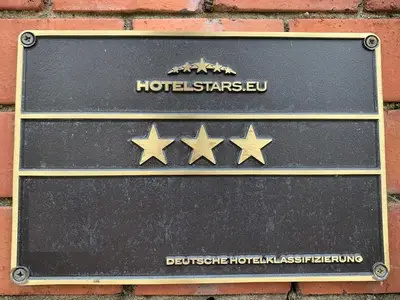 HOTELSTARS.EU
DEUTSCHE HOTELKLASSIFIZIERUNG